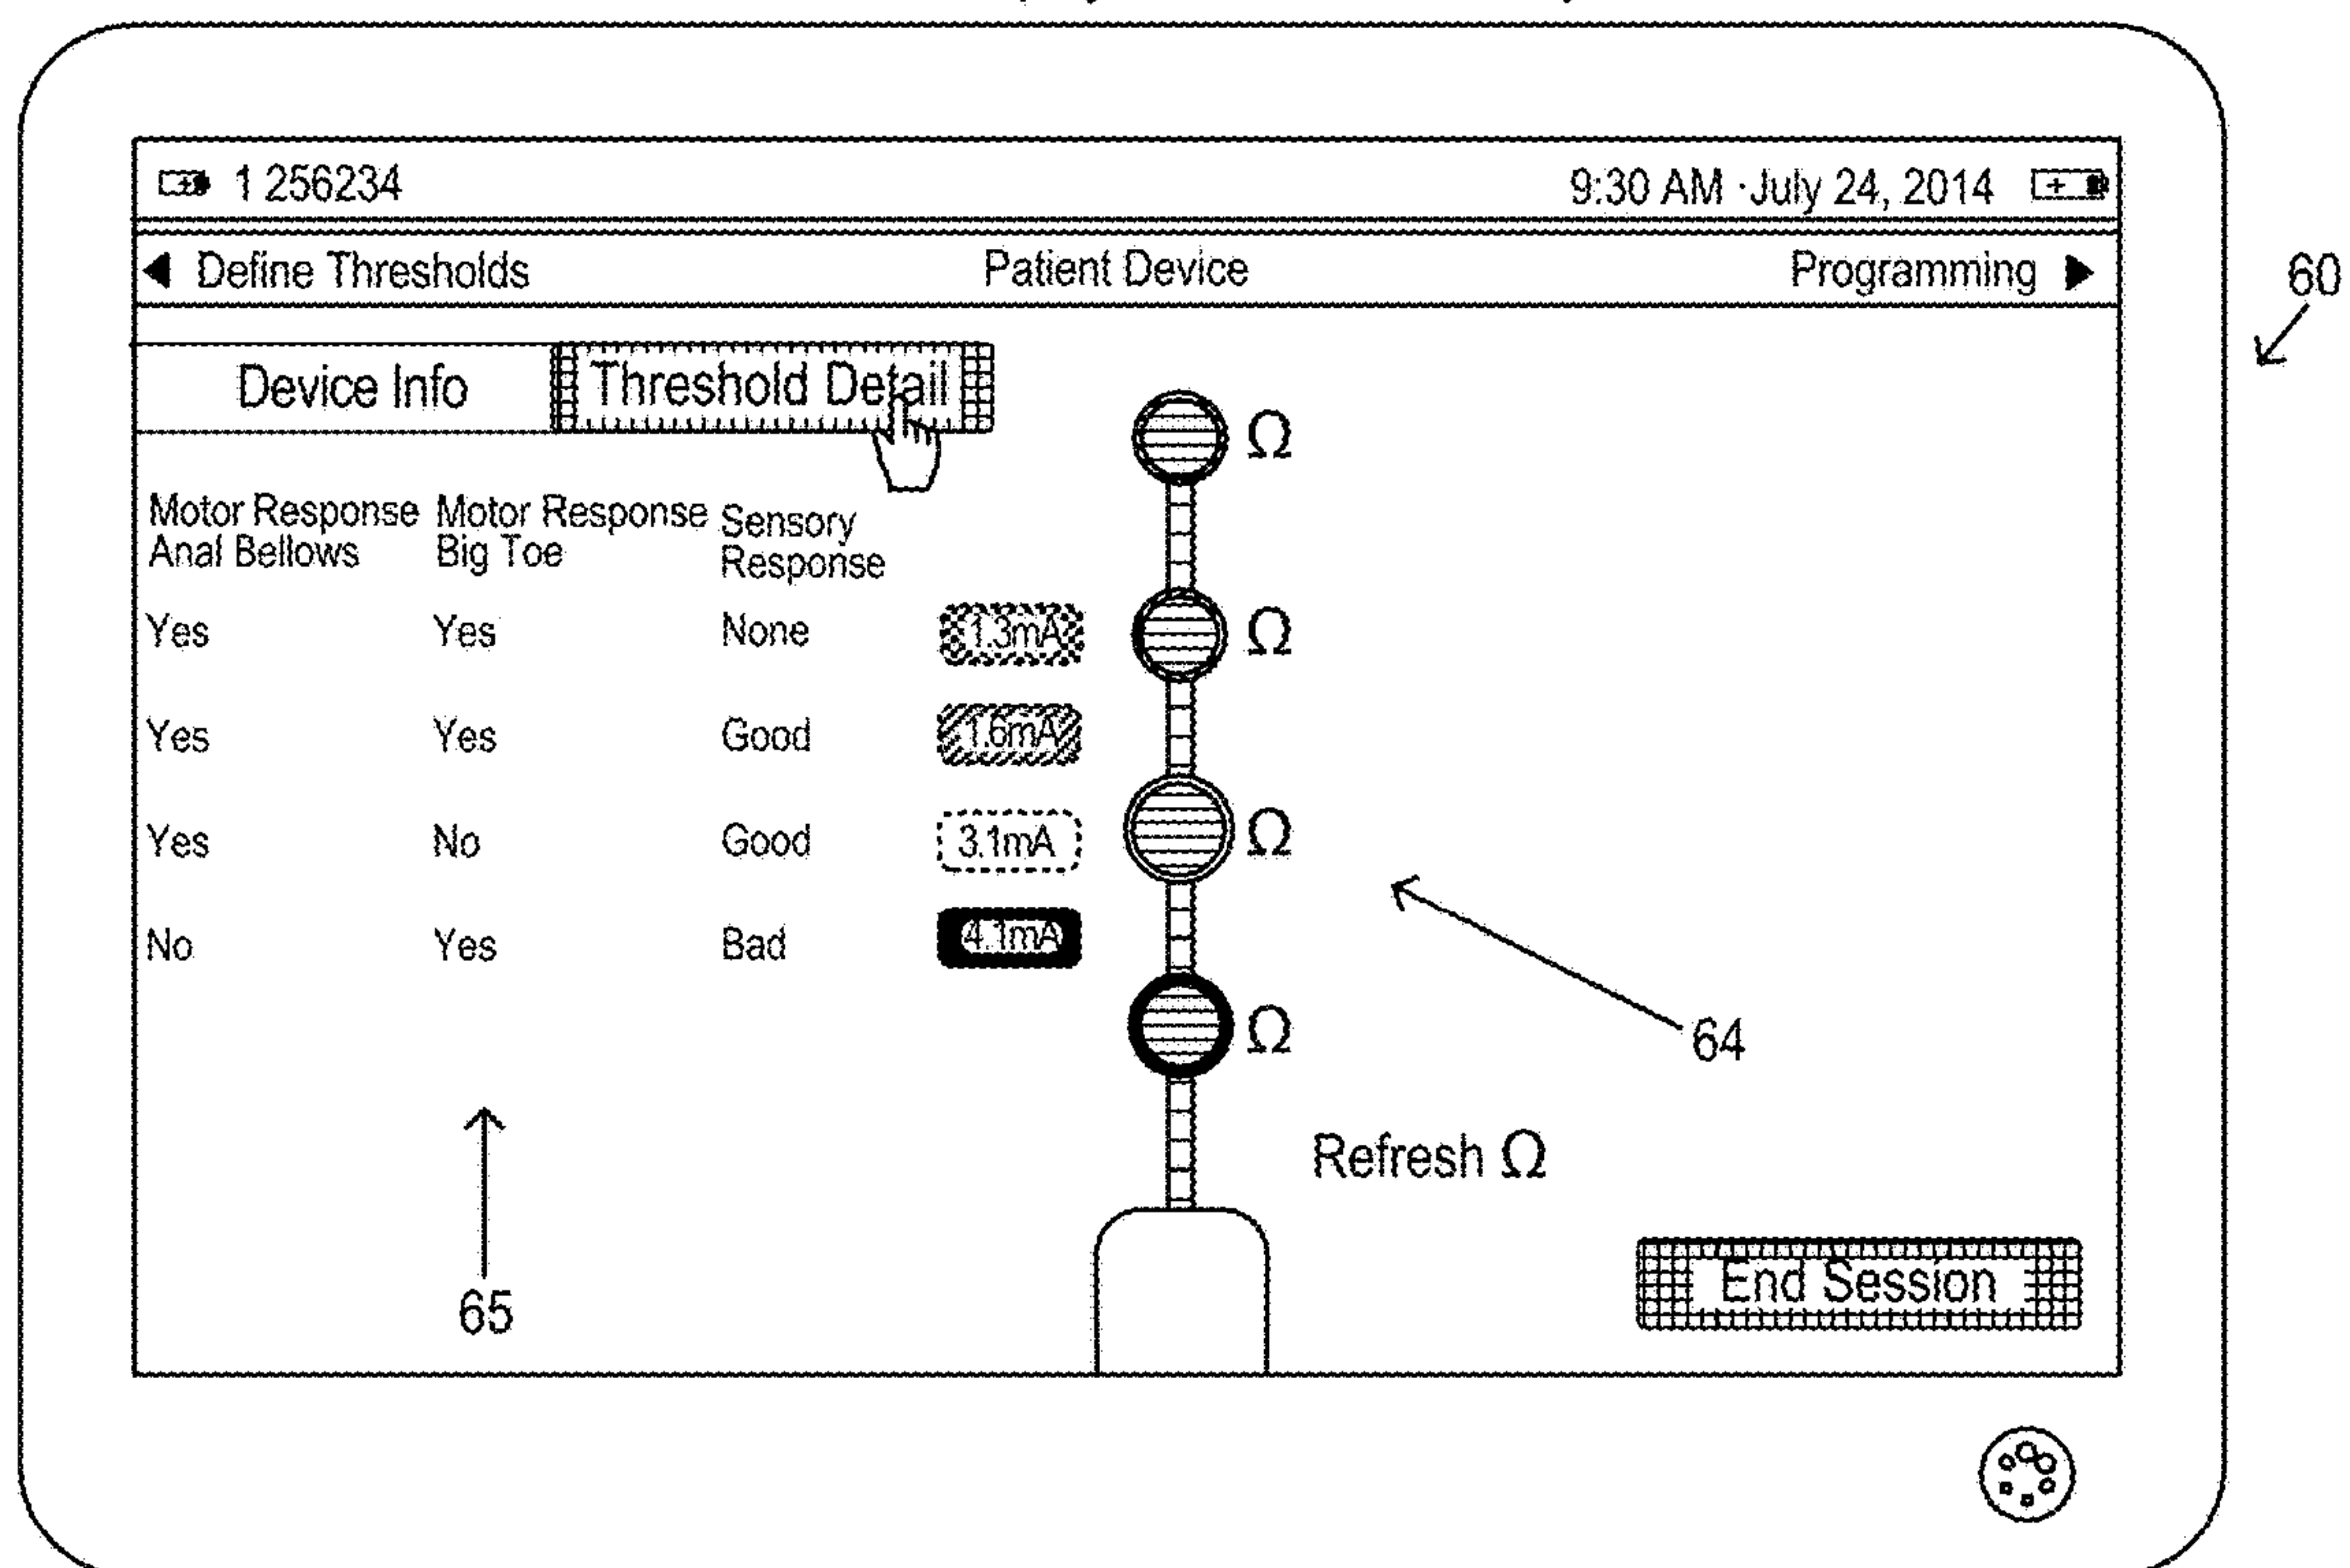 1 256234
9:30 AM ·July 24, 2014
Define Thresholds
Patient Device
Programming
60
Device Info
Threshold Detail
Ω
Motor Response
Anal Bellows
Motor Response
Big Toe
Sensory
Response
Yes Yes None 1.3mA Ω
Yes Yes Good 1.6mA
Yes No Good 3.1mA Ω
No Yes Bad 4.1mA
Ω
64
Refresh Ω
65
End Session